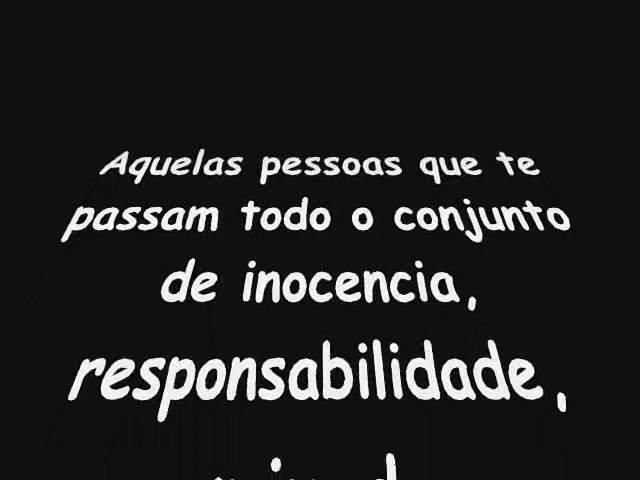 Aquelas pessoas que te
passam todo o conjunto
de inocencia,
responsabilidade,